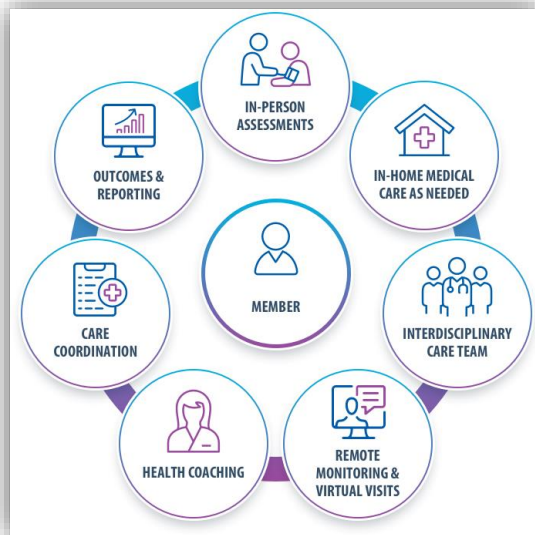 IN-PERSON
ASSESSMENTS
IN-HOME MEDICAL
CARE AS NEEDED
INTERDISCIPLINARY
CARE TEAM
REMOTE
MONITORING &
VIRTUAL VISITS
HEALTH COACHING
CARE
COORDINATION
OUTCOMES &
REPORTING
MEMBER